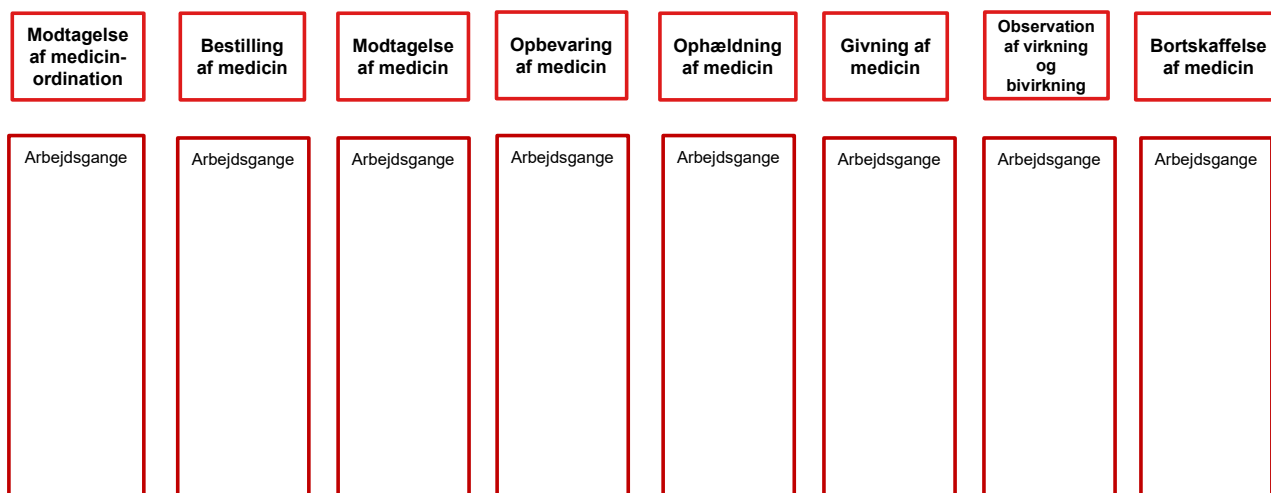 Modtagelse
af medicin-
ordination
Bestilling
af medicin
Modtagelse
af medicin
Opbevaring
af medicin
Ophældning
af medicin
Givning af
medicin
Observation
af virkning
og
bivirkning
Bortskaffelse
af medicin
Arbejdsgange
Arbejdsgange
Arbejdsgange
Arbejdsgange
Arbejdsgange
Arbejdsgange
Arbejdsgange
Arbejdsgange